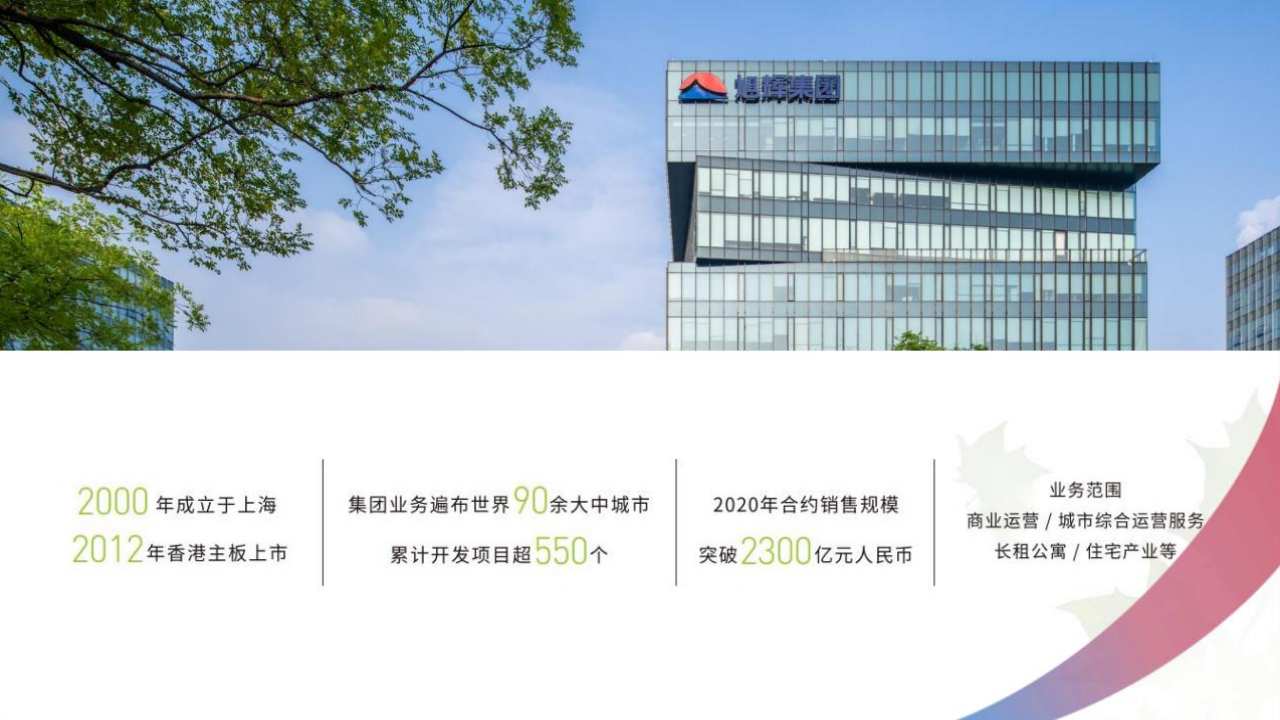 旭辉集团
2000 年成立于上海
2012年香港主板上市
集团业务遍布世界90余大中城市
累计开发项目超550个
2020年合约销售规模
突破2300亿元人民币
业务范围
商业运营 / 城市综合运营服务
长租公寓 / 住宅产业等